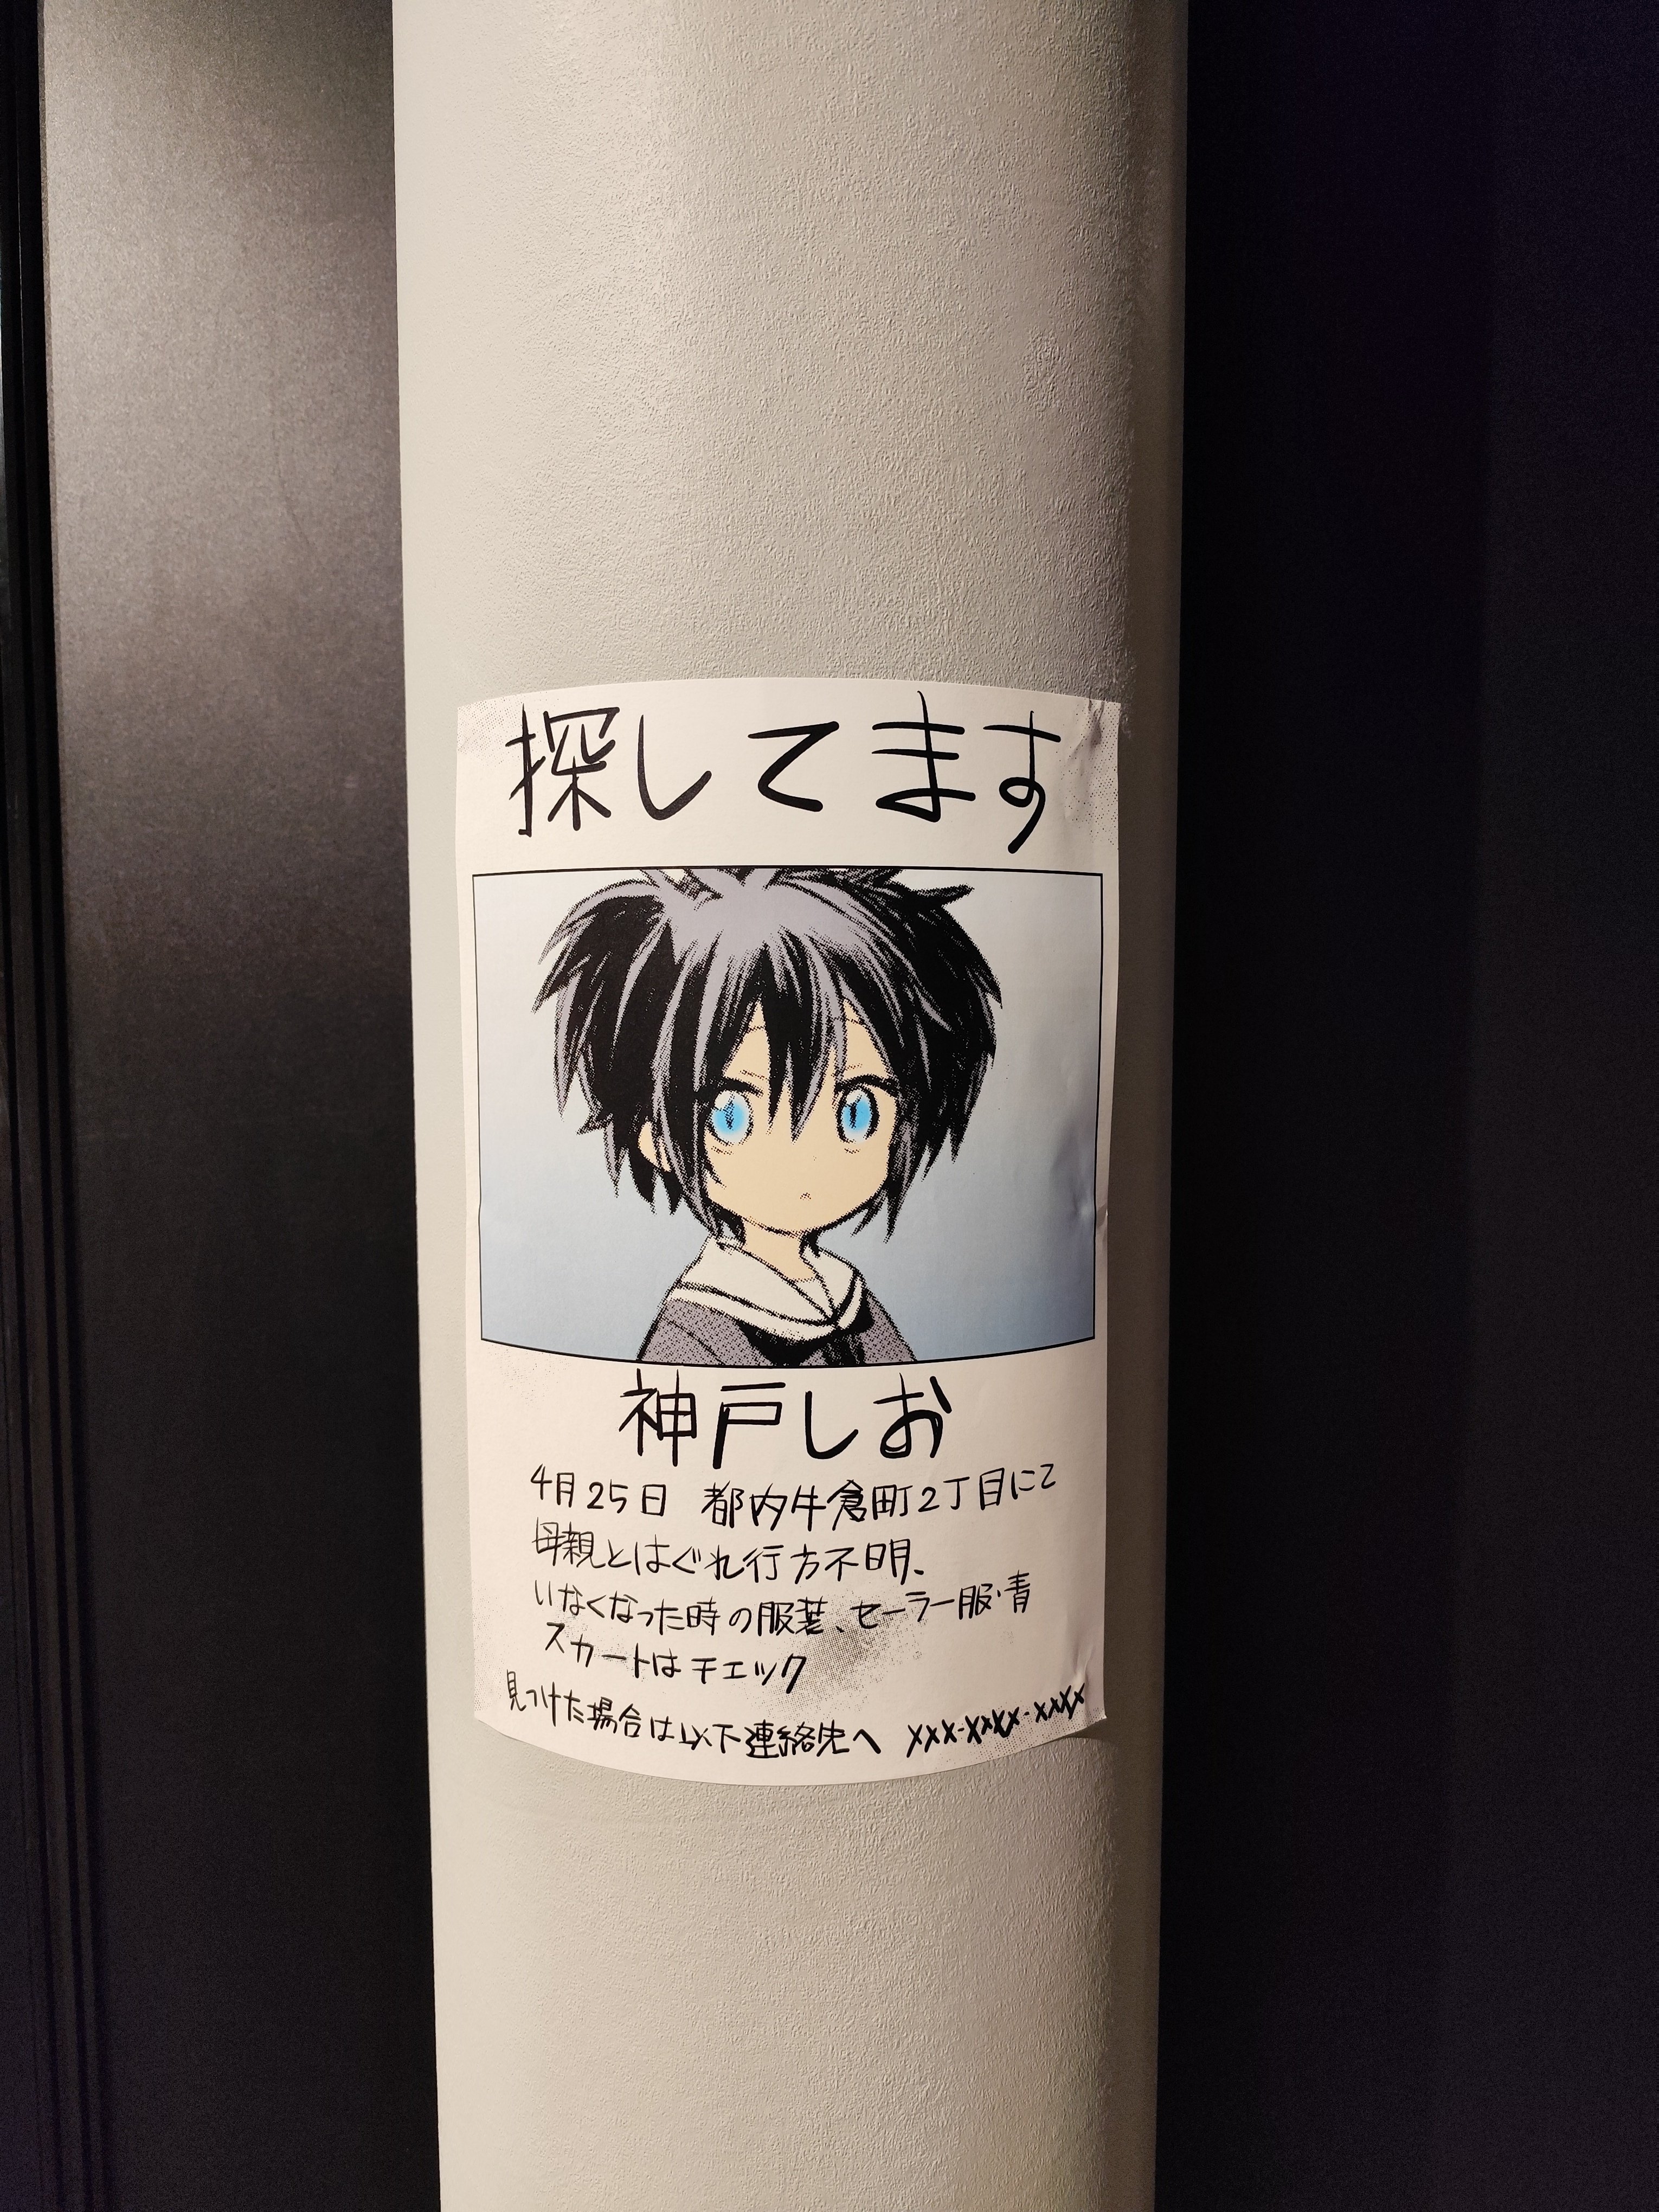 探してます
神戸しお
4月25日 都内牛倉町2丁目にて
母親とはぐれ行方不明、
いなくなった時の服装、セーラー服・青
スカートはチェック
見つけた場合は以下連絡先へ xxx-xxxx-xxxx